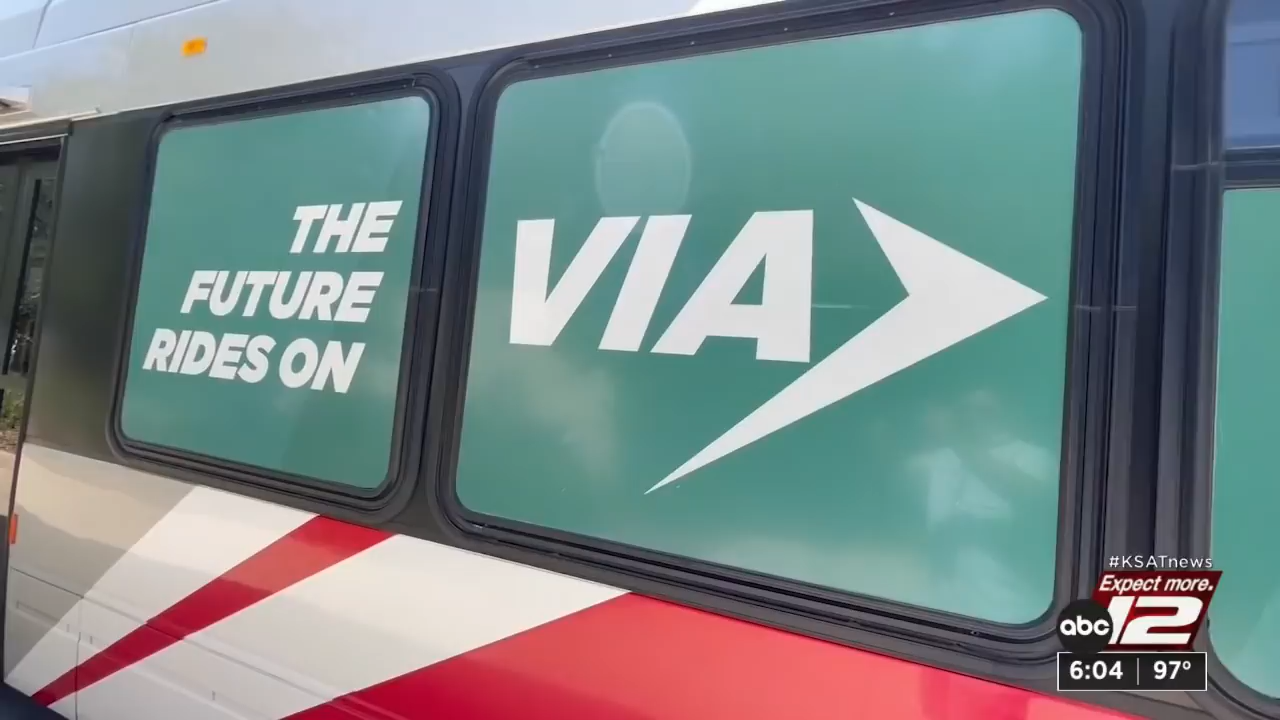 THE
FUTURE
RIDES ON
VIA
#KSATnews
Expect more.
abc 12
6:04 97°